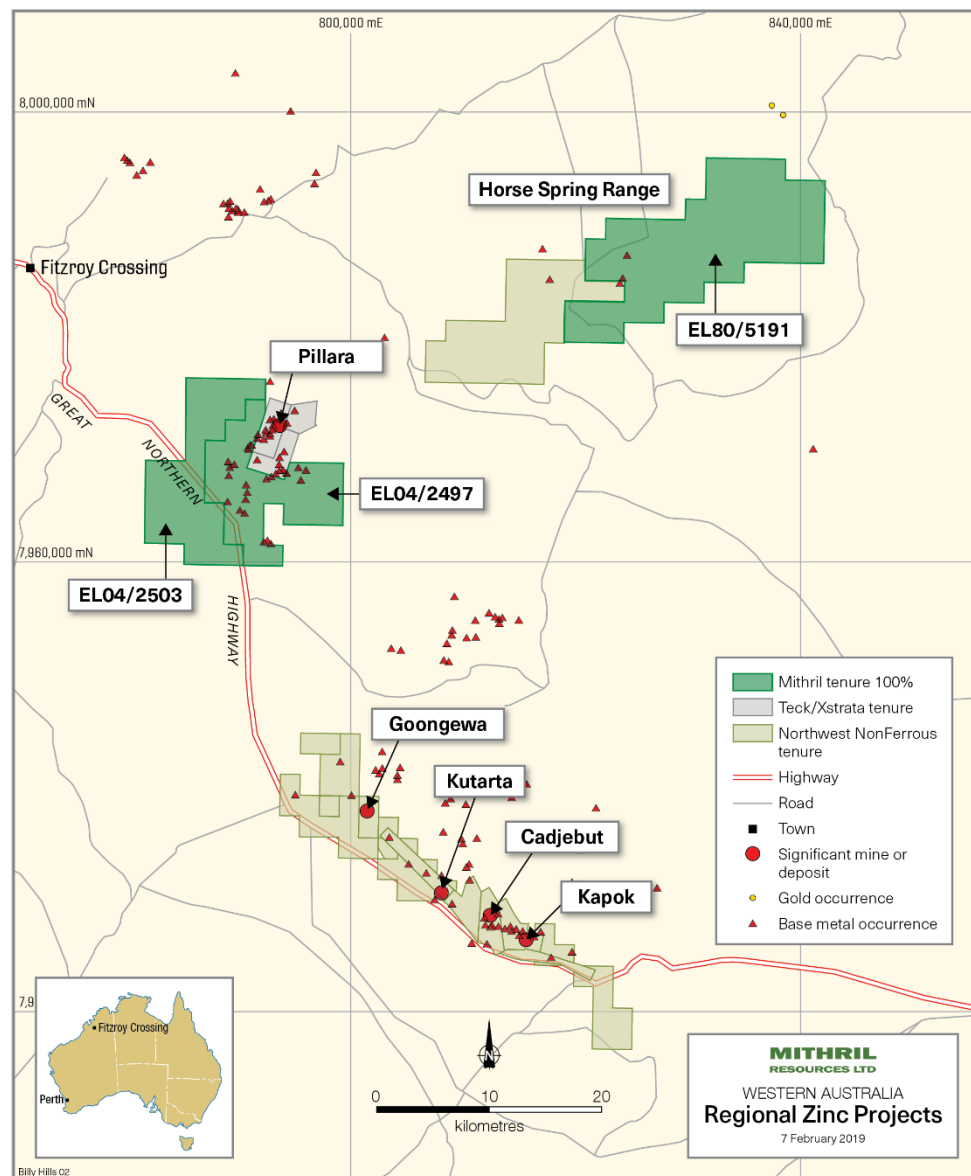 800,000 mE
840,000 mE
8,000,000 mN
Horse Spring Range
Fitzroy Crossing
EL80/5191
Pillara
GREAT
NORTHERN
HIGHWAY
EL04/2497
7,960,000 mN
EL04/2503
Goongewa
Kutarta
Cadjebut
Kapok
Mithril tenure 100%
Teck/Xstrata tenure
Northwest NonFerrous
tenure
Highway
Road
Town
Significant mine or
deposit
Gold occurrence
Base metal occurrence
7,9
Fitzroy Crossing
Perth
N
0
10
20
kilometres
MITHRIL
RESOURCES LTD
WESTERN AUSTRALIA
Regional Zinc Projects
7 February 2019
Billy Hills 02